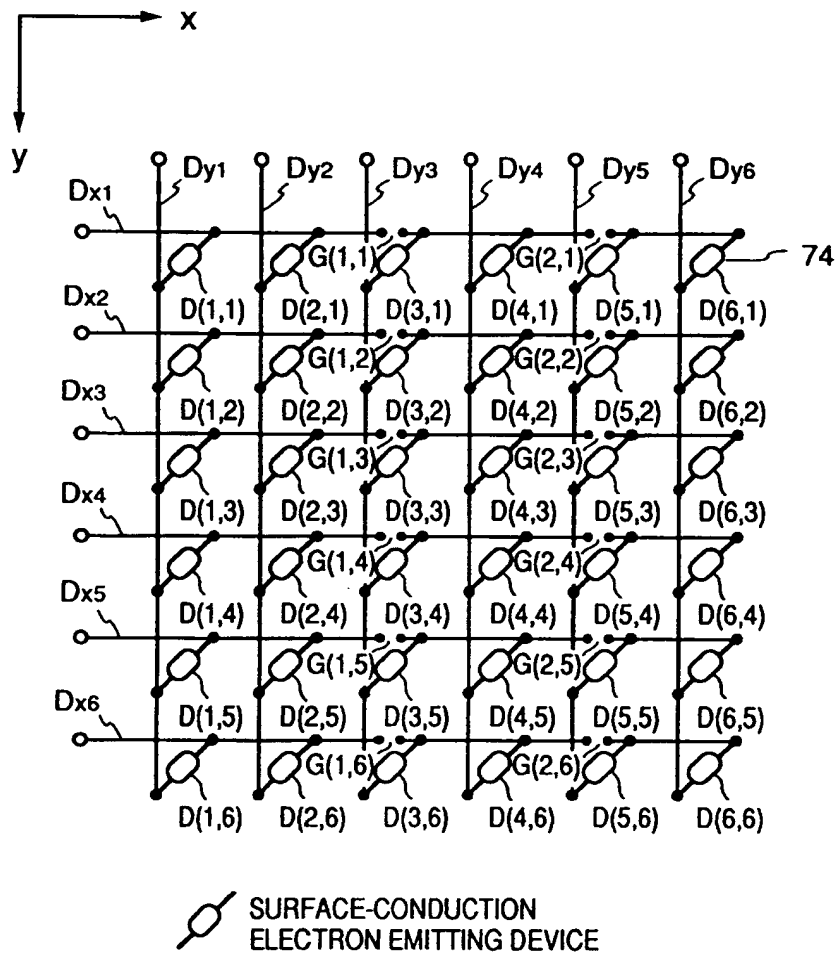 x
y
Dy1 Dy2 Dy3 Dy4 Dy5 Dy6
Dx1
G(1,1) G(2,1) 74
Dx2 D(1,1) D(2,1) D(3,1) D(4,1) D(5,1) D(6,1)
G(1,2) G(2,2)
Dx3 D(1,2) D(2,2) D(3,2) D(4,2) D(5,2) D(6,2)
G(1,3) G(2,3)
Dx4 D(1,3) D(2,3) D(3,3) D(4,3) D(5,3) D(6,3)
G(1,4) G(2,4)
Dx5 D(1,4) D(2,4) D(3,4) D(4,4) D(5,4) D(6,4)
G(1,5) G(2,5)
Dx6 D(1,5) D(2,5) D(3,5) D(4,5) D(5,5) D(6,5)
G(1,6) G(2,6)
D(1,6) D(2,6) D(3,6) D(4,6) D(5,6) D(6,6)
SURFACE-CONDUCTION
ELECTRON EMITTING DEVICE